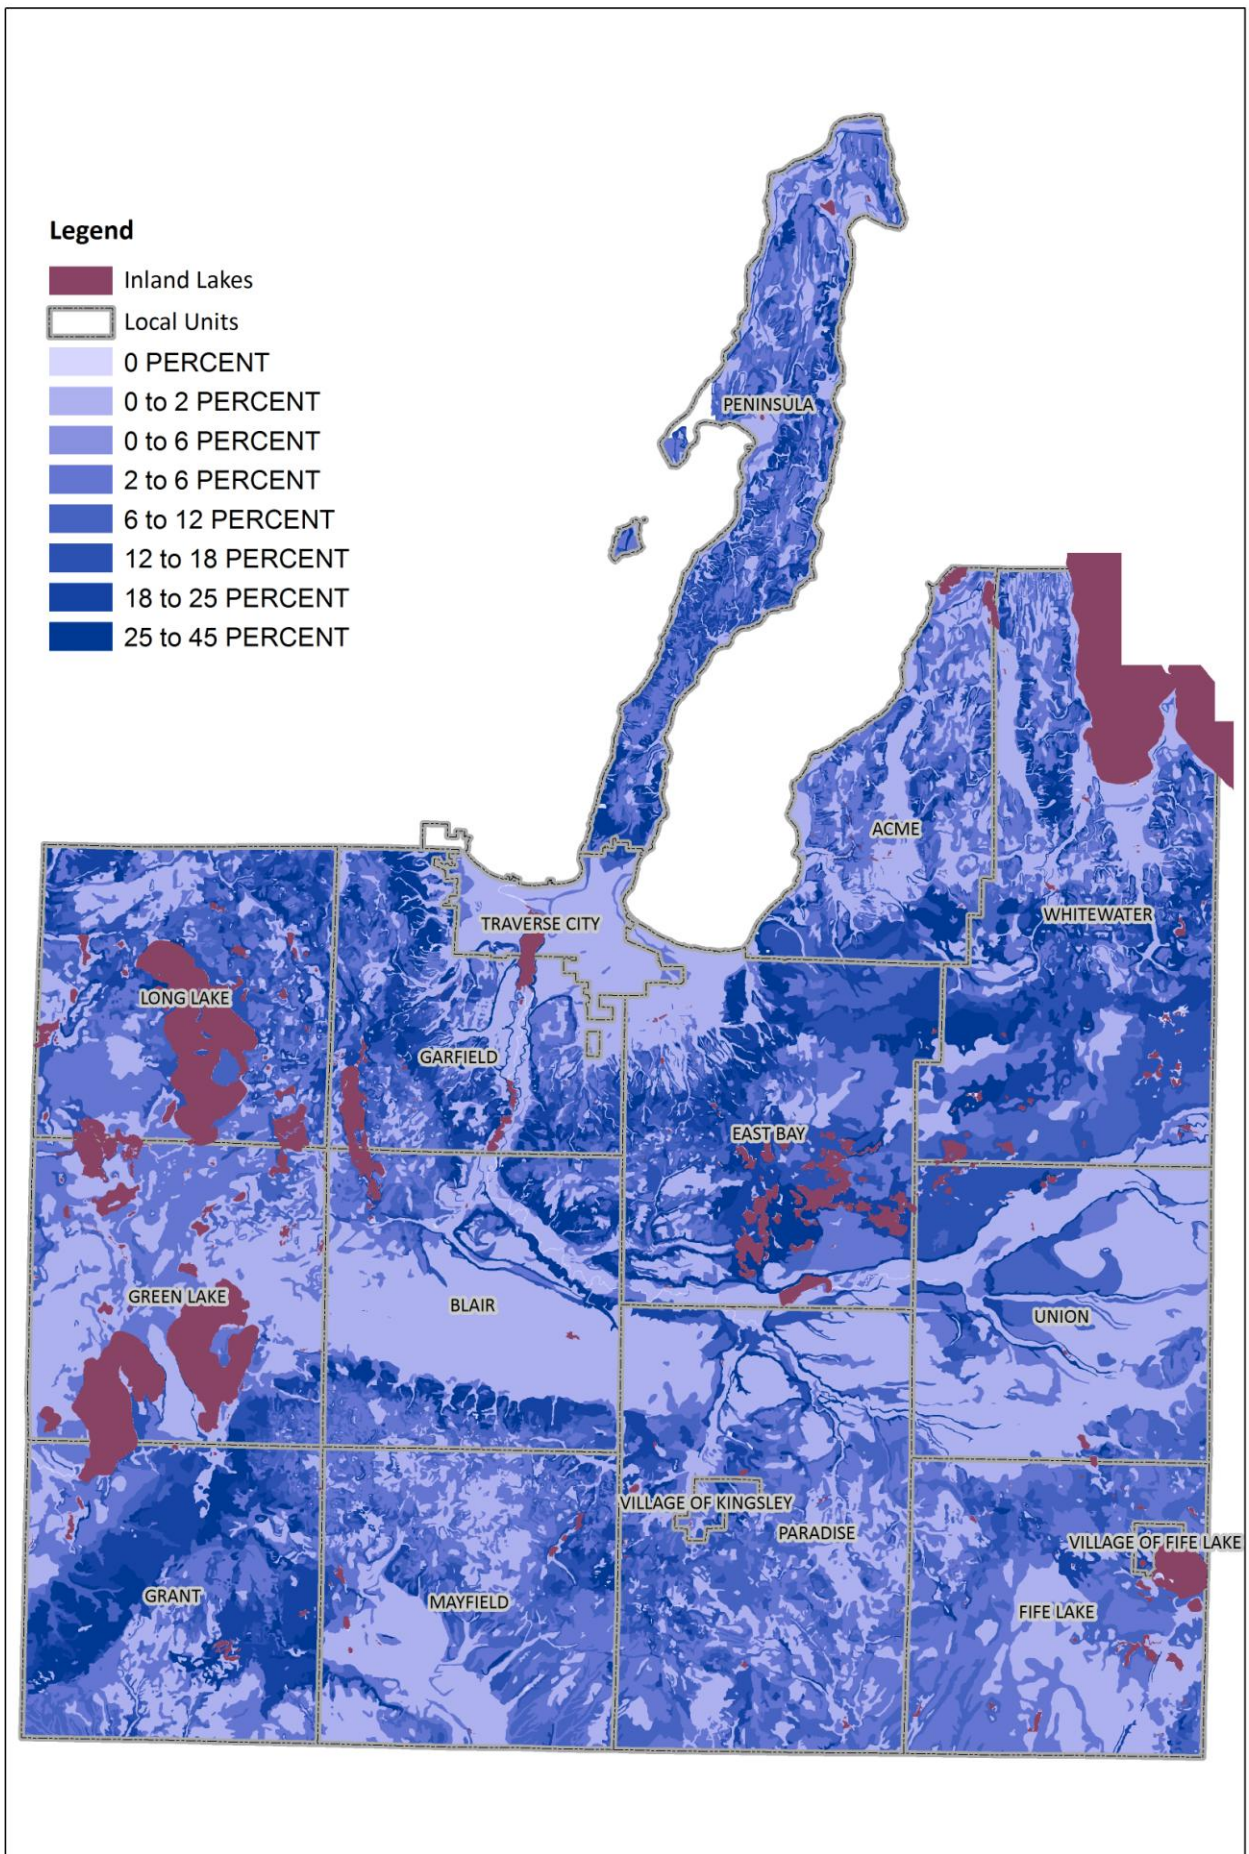 Legend
Inland Lakes
Local Units
0 PERCENT
0 to 2 PERCENT
0 to 6 PERCENT
2 to 6 PERCENT
6 to 12 PERCENT
12 to 18 PERCENT
18 to 25 PERCENT
25 to 45 PERCENT
PENINSULA
ACME
WHITEWATER
TRAVERSE CITY
LONG LAKE
GARFIELD
EAST BAY
GREEN LAKE
BLAIR
UNION
VILLAGE OF KINGSLEY
PARADISE
VILLAGE OF FIFE LAKE
GRANT
MAYFIELD
FIFE LAKE